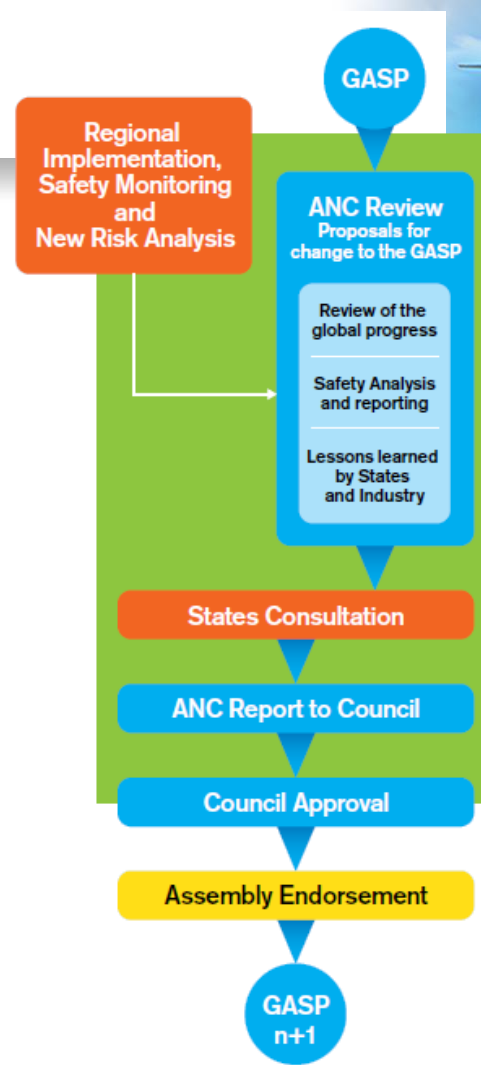 GASP
Regional
Implementation,
Safety Monitoring
and
New Risk Analysis
ANC Review
Proposals for
change to the GASP
Review of the
global progress
Safety Analysis
and reporting
Lessons learned
by States
and Industry
States Consultation
ANC Report to Council
Council Approval
Assembly Endorsement
GASP
n+1